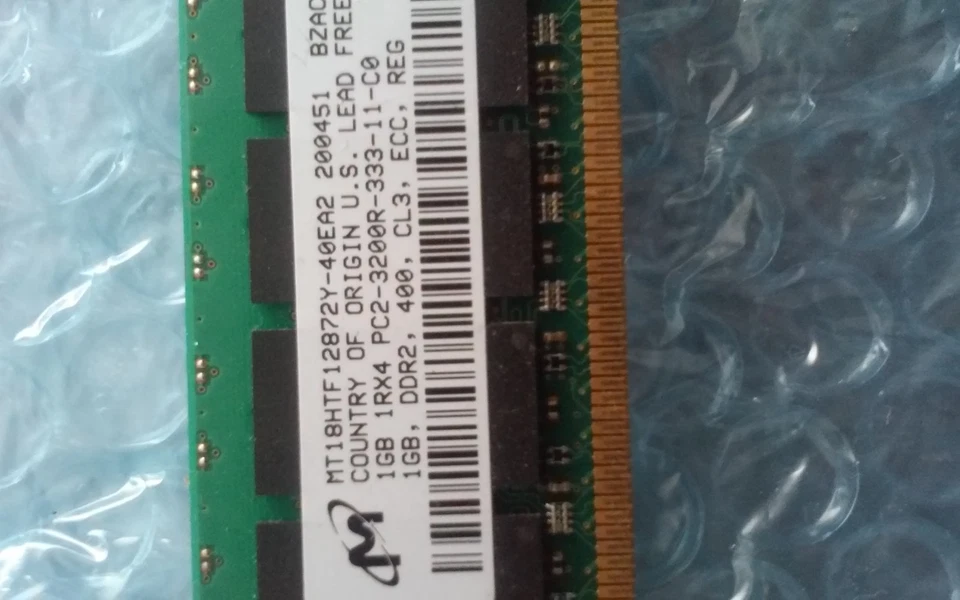 MT18HTF12872Y-40EA2 200451 BZAC
COUNTRY OF ORIGIN U.S. LEAD FREE
1GB 1RX4 PC2-3200R-333-11-C0
1GB, DDR2, 400, CL3, ECC, REG